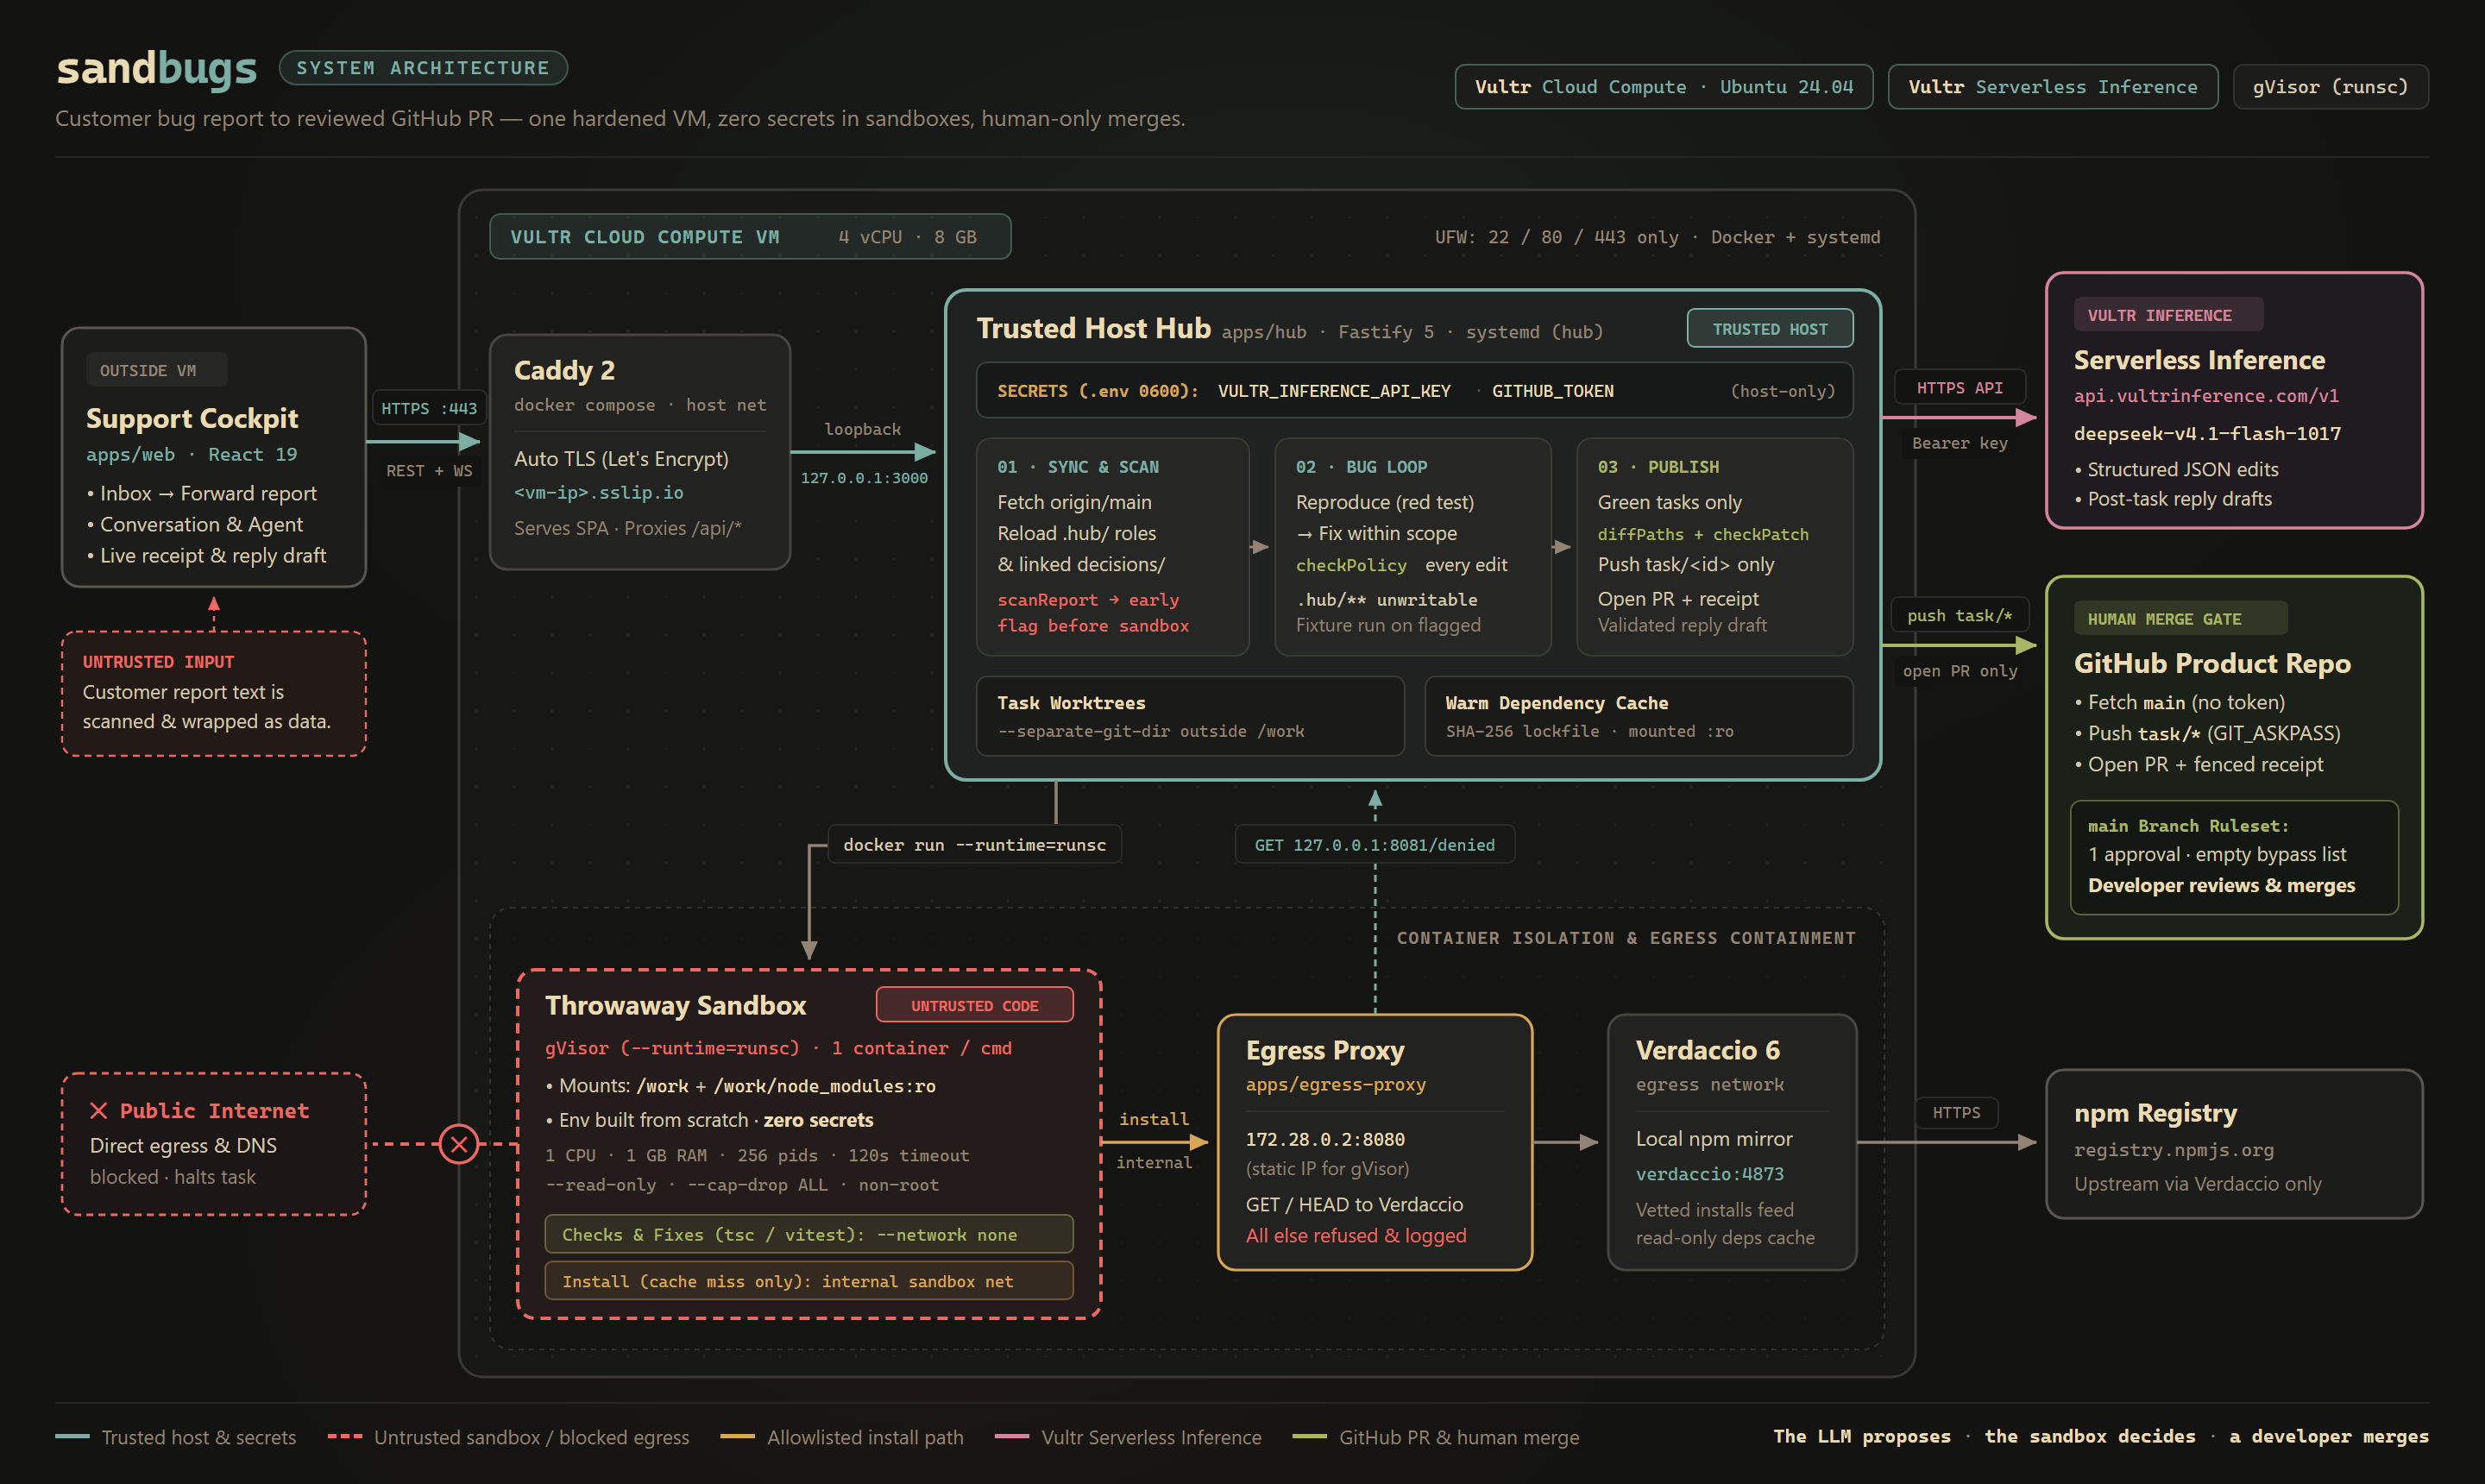 sandbugs SYSTEM ARCHITECTURE
Customer bug report to reviewed GitHub PR — one hardened VM, zero secrets in sandboxes, human-only merges.
Vultr Cloud Compute · Ubuntu 24.04
Vultr Serverless Inference
gVisor (runsc)
VULTR CLOUD COMPUTE VM 4 vCPU · 8 GB
UFW: 22 / 80 / 443 only · Docker + systemd
OUTSIDE VM
Support Cockpit
apps/web · React 19
• Inbox → Forward report
• Conversation & Agent
• Live receipt & reply draft
UNTRUSTED INPUT
Customer report text is
scanned & wrapped as data.
HTTPS :443
REST + WS
Caddy 2
docker compose · host net
Auto TLS (Let's Encrypt)
<vm-ip>.sslip.io
Serves SPA · Proxies /api/*
loopback
127.0.0.1:3000
Trusted Host Hub apps/hub · Fastify 5 · systemd (hub)
TRUSTED HOST
SECRETS (.env 0600): VULTR_INFERENCE_API_KEY · GITHUB_TOKEN (host-only)
01 · SYNC & SCAN
Fetch origin/main
Reload .hub/ roles
& linked decisions/
scanReport → early
flag before sandbox
02 · BUG LOOP
Reproduce (red test)
→ Fix within scope
checkPolicy every edit
.hub/** unwritable
Fixture run on flagged
03 · PUBLISH
Green tasks only
diffPaths + checkPatch
Push task/<id> only
Open PR + receipt
Validated reply draft
Task Worktrees
--separate-git-dir outside /work
Warm Dependency Cache
SHA-256 lockfile · mounted :ro
HTTPS API
Bearer key
VULTR INFERENCE
Serverless Inference
api.vultrinference.com/v1
deepseek-v4.1-flash-1017
• Structured JSON edits
• Post-task reply drafts
push task/*
open PR only
HUMAN MERGE GATE
GitHub Product Repo
• Fetch main (no token)
• Push task/* (GIT_ASKPASS)
• Open PR + fenced receipt
main Branch Ruleset:
1 approval · empty bypass list
Developer reviews & merges
docker run --runtime=runsc
GET 127.0.0.1:8081/denied
CONTAINER ISOLATION & EGRESS CONTAINMENT
Public Internet
Direct egress & DNS
blocked · halts task
Throwaway Sandbox
UNTRUSTED CODE
gVisor (--runtime=runsc) · 1 container / cmd
• Mounts: /work + /work/node_modules:ro
• Env built from scratch · zero secrets
1 CPU · 1 GB RAM · 256 pids · 120s timeout
--read-only · --cap-drop ALL · non-root
Checks & Fixes (tsc / vitest): --network none
Install (cache miss only): internal sandbox net
install
internal
Egress Proxy
apps/egress-proxy
172.28.0.2:8080
(static IP for gVisor)
GET / HEAD to Verdaccio
All else refused & logged
Verdaccio 6
egress network
Local npm mirror
verdaccio:4873
Vetted installs feed
read-only deps cache
HTTPS
npm Registry
registry.npmjs.org
Upstream via Verdaccio only
Trusted host & secrets
Untrusted sandbox / blocked egress
Allowlisted install path
Vultr Serverless Inference
GitHub PR & human merge
The LLM proposes · the sandbox decides · a developer merges